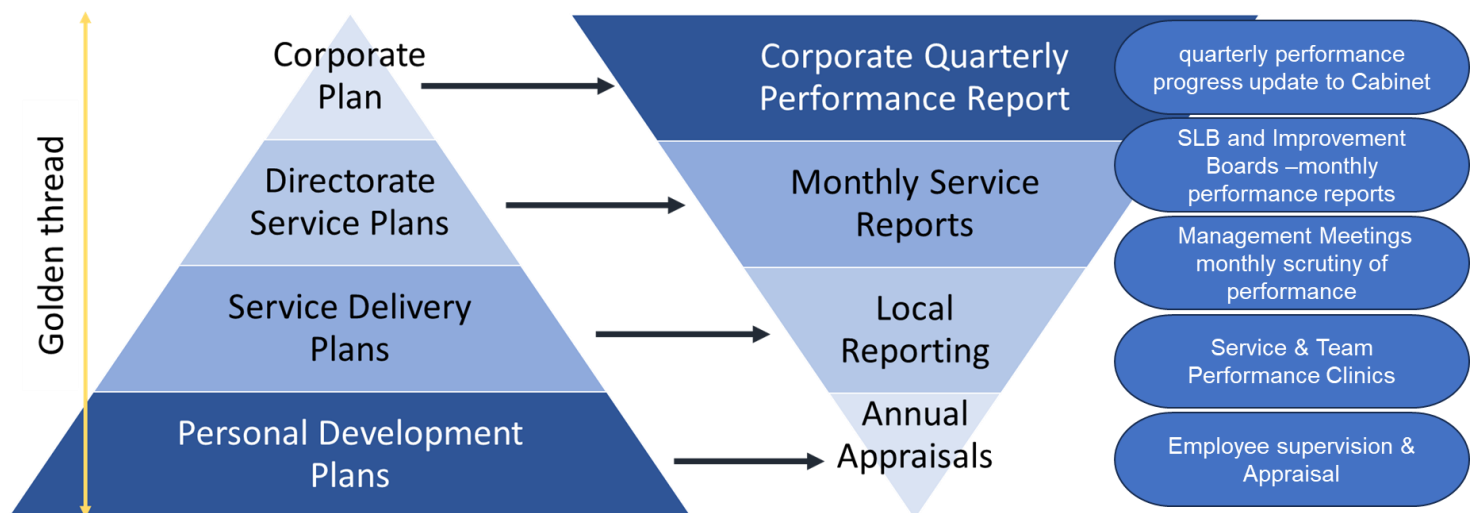 Golden thread
Corporate
Plan
Directorate
Service Plans
Service Delivery
Plans
Personal Development
Plans
Corporate Quarterly
Performance Report
Monthly Service
Reports
Local
Reporting
Annual
Appraisals
quarterly performance
progress update to Cabinet
SLB and Improvement
Boards –monthly
performance reports
Management Meetings
monthly scrutiny of
performance
Service & Team
Performance Clinics
Employee supervision &
Appraisal